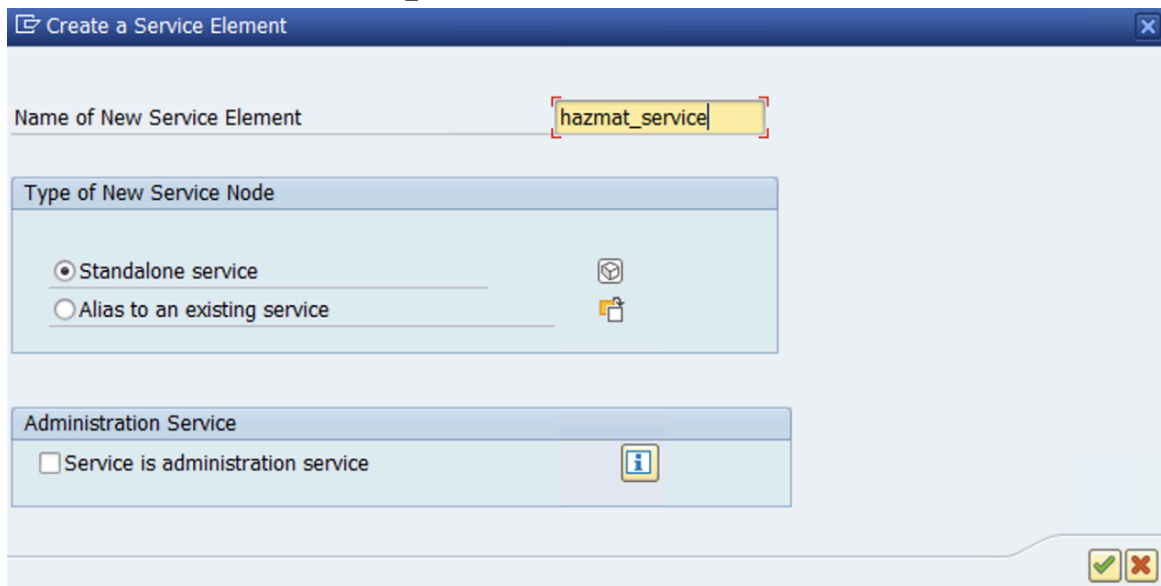 Create a Service Element
Name of New Service Element hazmat_service
Type of New Service Node
Standalone service
Alias to an existing service
Administration Service
Service is administration service